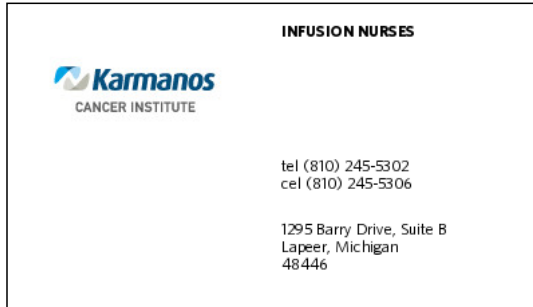 INFUSION NURSES
Karmanos
CANCER INSTITUTE
tel (810) 245-5302
cel (810) 245-5306
1295 Barry Drive, Suite B
Lapeer, Michigan
48446